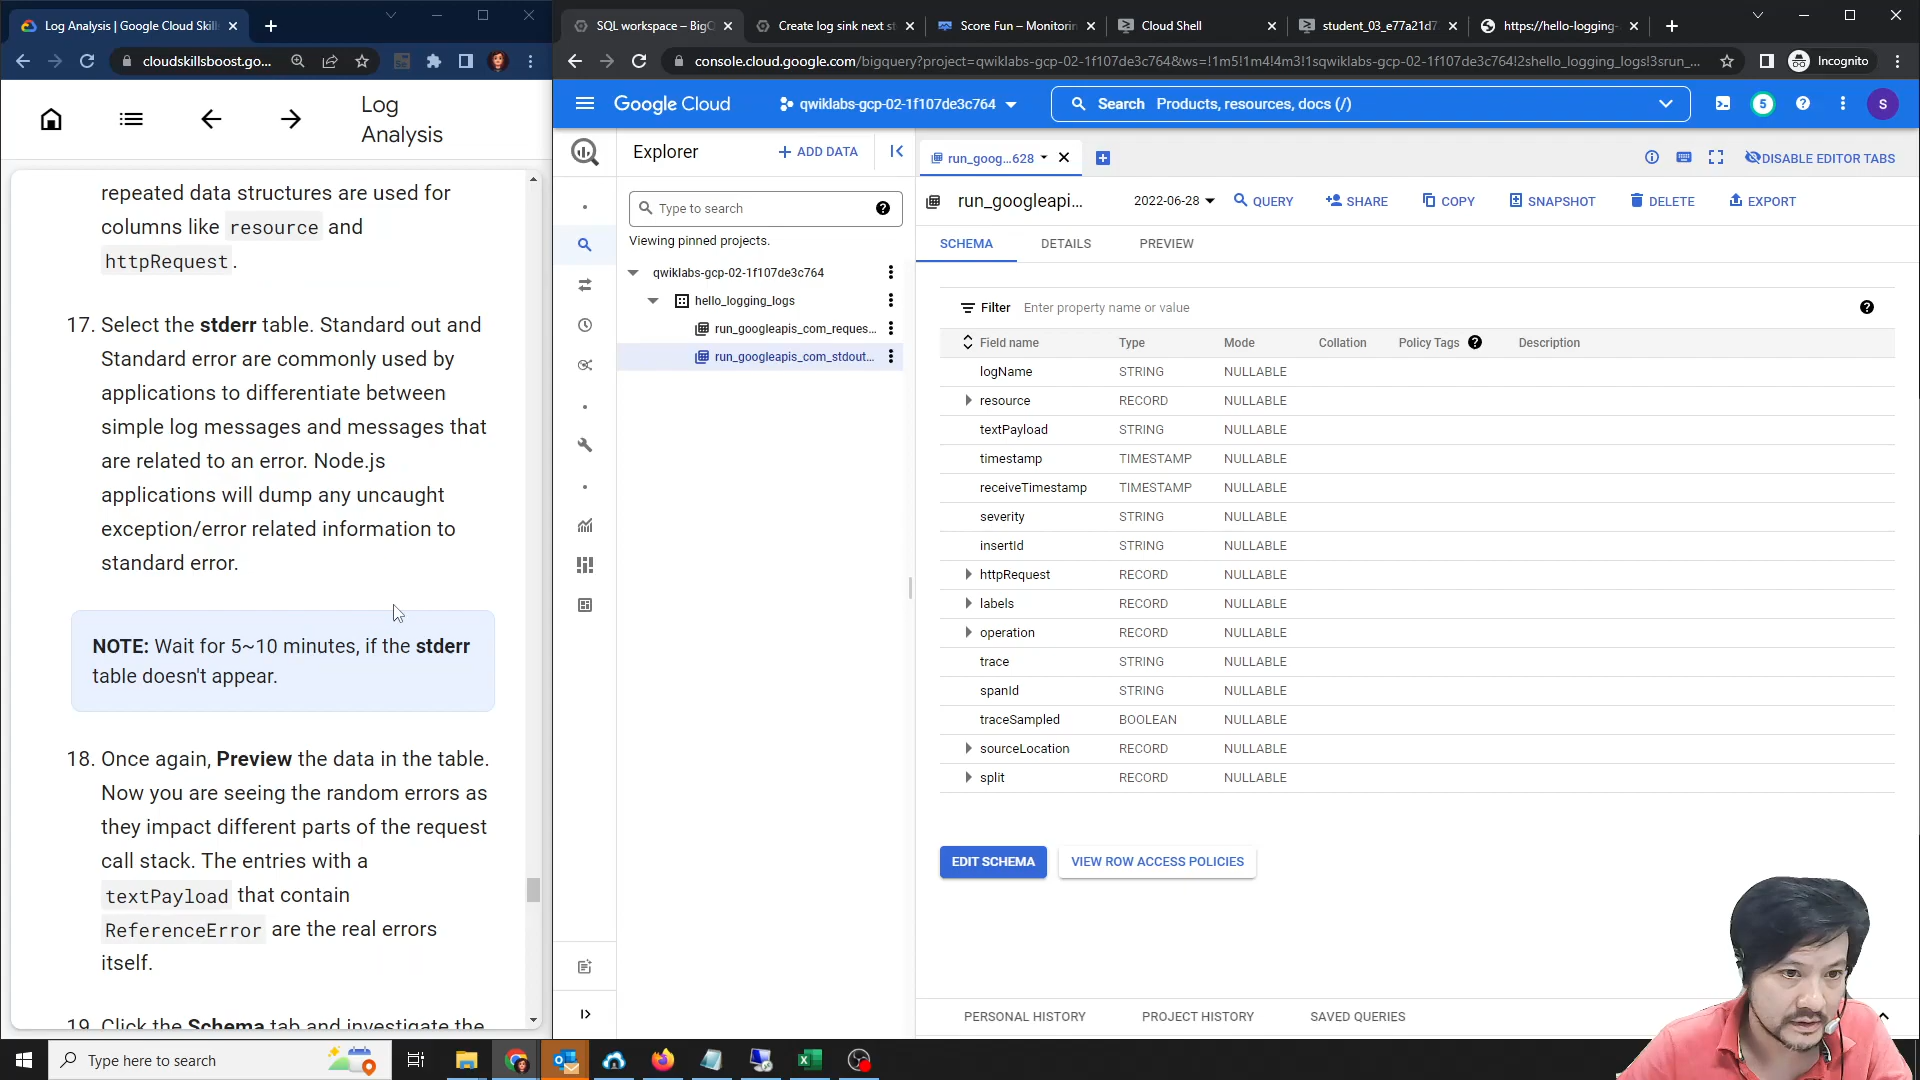 Log Analysis | Google Cloud Skills
SQL workspace – BigQ
Create log sink next st
Score Fun – Monitorin
Cloud Shell
student_03_e77a21d7
https://hello-logging-
cloudskillsboost.go...
console.cloud.google.com/bigquery?project=qwiklabs-gcp-02-1f107de3c764&ws=!1m5!1m4!4m3!1sqwiklabs-gcp-02-1f107de3c764!2shello_logging_logs!3srun_...
Incognito
Log
Analysis
Google Cloud
qwiklabs-gcp-02-1f107de3c764
Search Products, resources, docs (/)
5
S
repeated data structures are used for
columns like resource and
httpRequest.
17. Select the stderr table. Standard out and
Standard error are commonly used by
applications to differentiate between
simple log messages and messages that
are related to an error. Node.js
applications will dump any uncaught
exception/error related information to
standard error.
NOTE: Wait for 5~10 minutes, if the stderr
table doesn't appear.
18. Once again, Preview the data in the table.
Now you are seeing the random errors as
they impact different parts of the request
call stack. The entries with a
textPayload that contain
ReferenceError are the real errors
itself.
19. Click the Schema tab and investigate the
Explorer
ADD DATA
Type to search
Viewing pinned projects.
qwiklabs-gcp-02-1f107de3c764
hello_logging_logs
run_googleapis_com_reques...
run_googleapis_com_stdout...
run_goog...628
DISABLE EDITOR TABS
run_googleapi...
2022-06-28
QUERY
SHARE
COPY
SNAPSHOT
DELETE
EXPORT
SCHEMA
DETAILS
PREVIEW
Filter Enter property name or value
Field name Type Mode Collation Policy Tags Description
logName STRING NULLABLE
resource RECORD NULLABLE
textPayload STRING NULLABLE
timestamp TIMESTAMP NULLABLE
receiveTimestamp TIMESTAMP NULLABLE
severity STRING NULLABLE
insertId STRING NULLABLE
httpRequest RECORD NULLABLE
labels RECORD NULLABLE
operation RECORD NULLABLE
trace STRING NULLABLE
spanId STRING NULLABLE
traceSampled BOOLEAN NULLABLE
sourceLocation RECORD NULLABLE
split RECORD NULLABLE
EDIT SCHEMA
VIEW ROW ACCESS POLICIES
PERSONAL HISTORY
PROJECT HISTORY
SAVED QUERIES
Type here to search